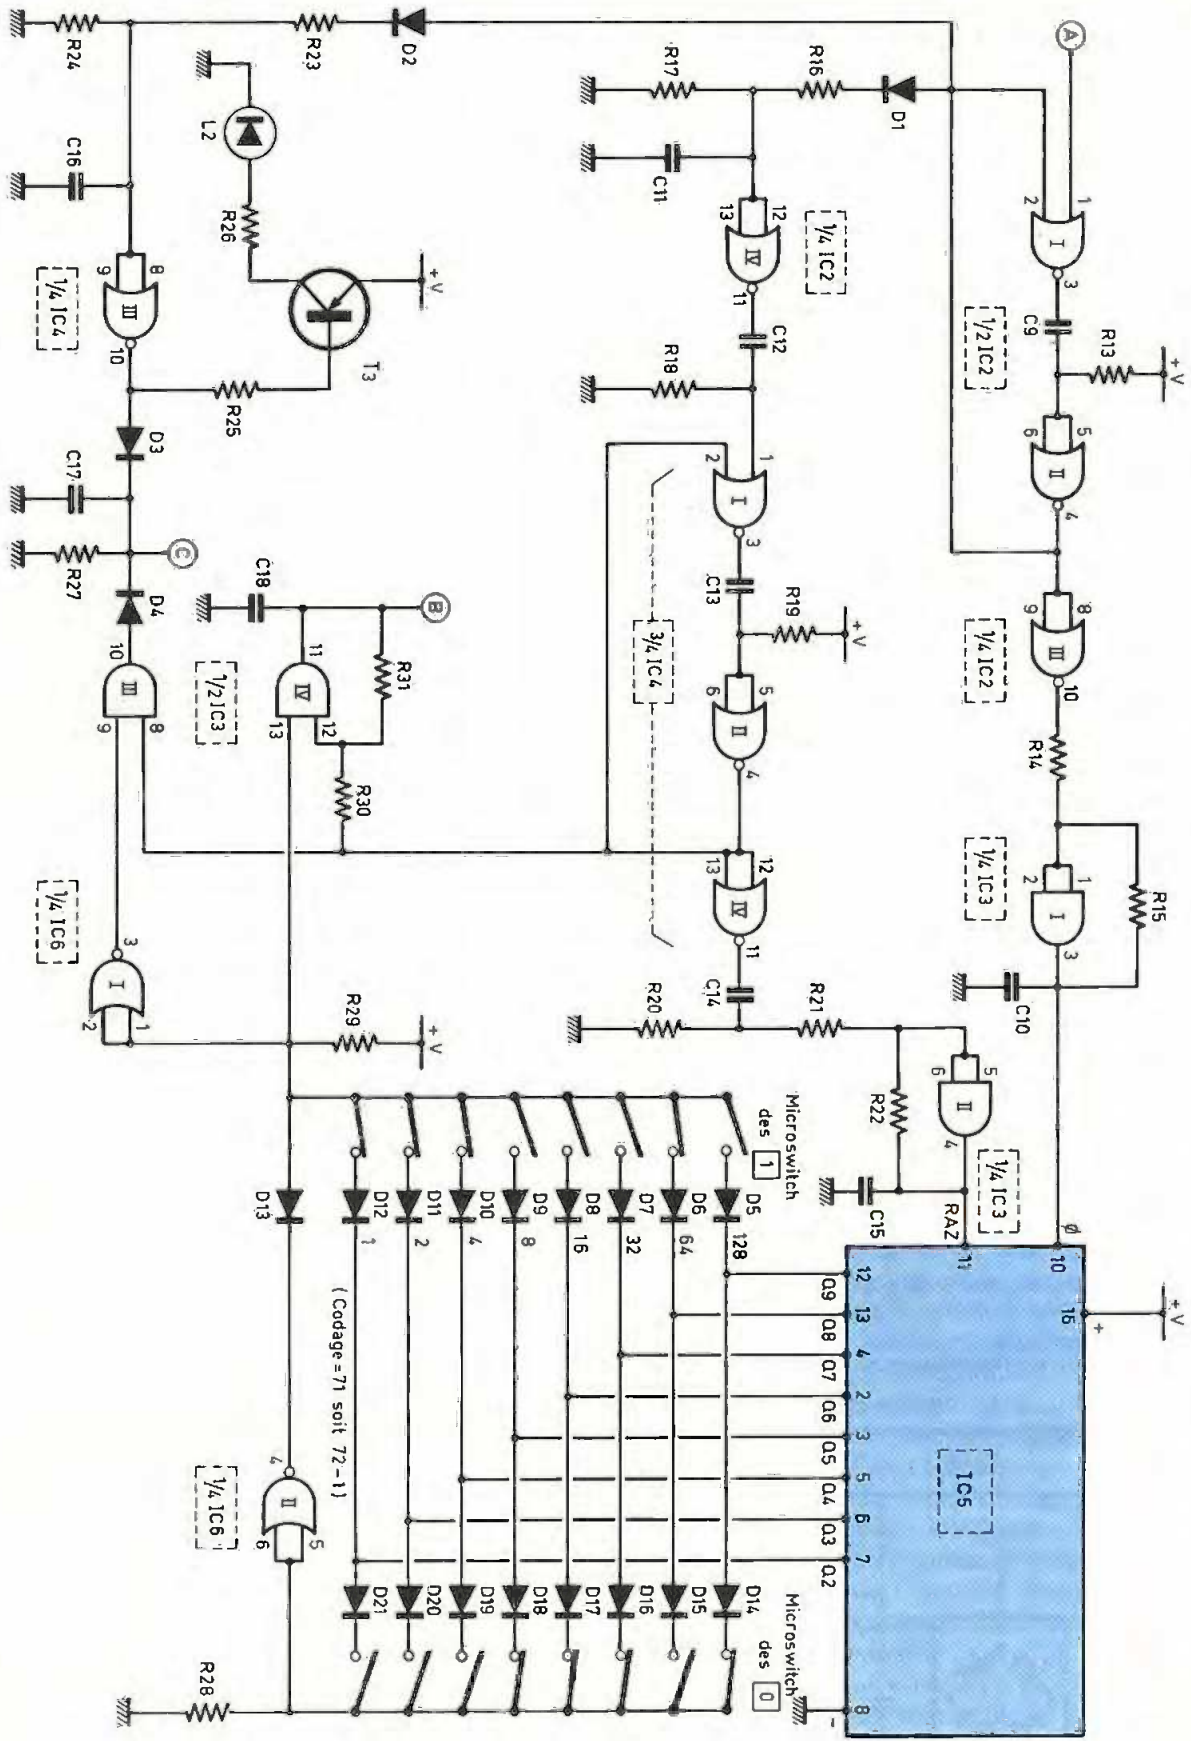 A
1
2
I
3
C9
1/2 IC2
R13
+V
5
6
II
4
8
9
III
10
1/4 IC2
R14
R15
1
2
I
3
1/4 IC3
C10
Ø
10
+V
16
+
IC5
8
-
RAZ
11
1/4 IC3
5
6
II
4
R22
C15
R21
R20
C14
D1
R16
R17
C11
12
13
IV
11
1/4 IC2
C12
R18
1
2
I
3
C13
R19
+V
3/4 IC4
5
6
II
4
12
13
IV
11
12
13
4
2
3
5
6
7
Q9
Q8
Q7
Q6
Q5
Q4
Q3
Q2
Microswitch
des 1
D5
D6
D7
D8
D9
D10
D11
D12
128
64
32
16
8
4
2
1
Microswitch
des 0
D14
D15
D16
D17
D18
D19
D20
D21
(Codage = 71 soit 72-1)
D2
R23
R24
L2
R26
+V
T3
R25
C16
8
9
III
10
1/4 IC4
D3
C17
R27
C
D4
B
C18
R31
R30
11
IV
12
13
1/2 IC3
10
III
8
9
R29
+V
3
I
1
2
1/4 IC6
D13
4
II
5
6
1/4 IC6
R28